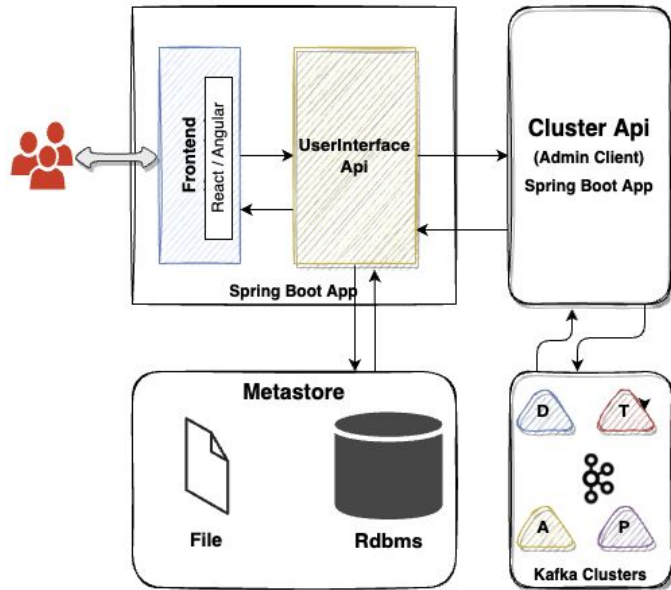 Frontend
React / Angular
UserInterface
Api
Spring Boot App
Cluster Api
(Admin Client)
Spring Boot App
Metastore
File
Rdbms
D
T
A
P
Kafka Clusters